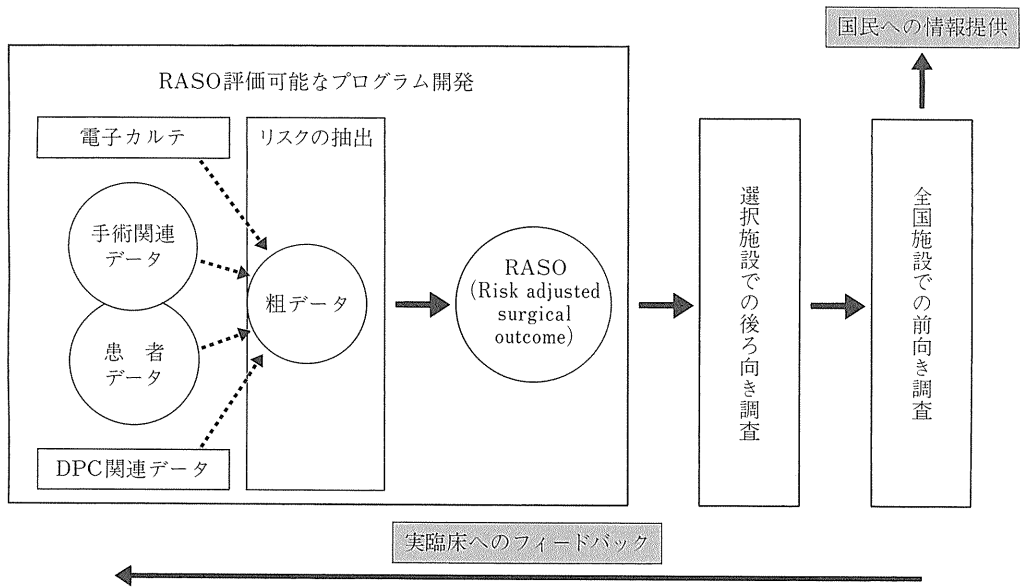 国民への情報提供
RASO評価可能なプログラム開発
電子カルテ
リスクの抽出
手術関連
データ
患者
データ
DPC関連データ
粗データ
RASO
(Risk adjusted
surgical
outcome)
選択施設での後ろ向き調査
全国施設での前向き調査
実臨床へのフィードバック